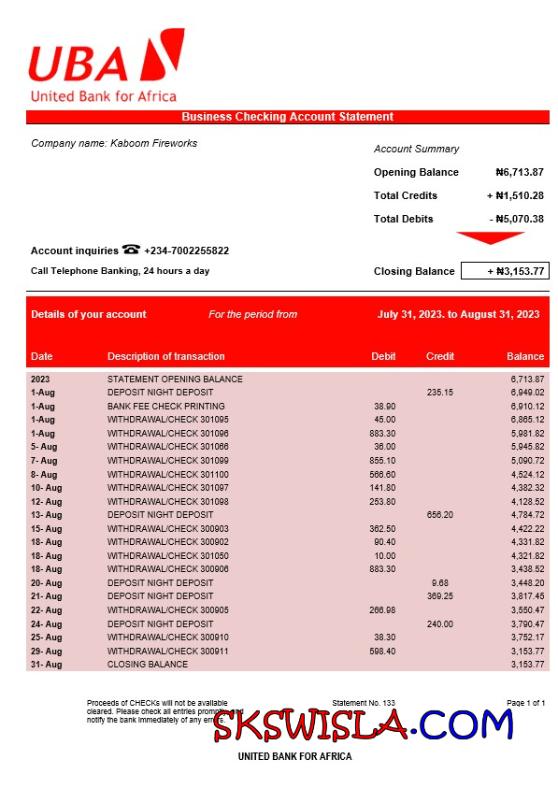 UBA
United Bank for Africa
Business Checking Account Statement
Company name: Kaboom Fireworks
Account Summary
Opening Balance ₦6,713.87
Total Credits + ₦1,510.28
Total Debits - ₦5,070.38
Account inquiries ☎ +234-7002255822
Call Telephone Banking, 24 hours a day
Closing Balance + ₦3,153.77
Details of your account For the period from July 31, 2023. to August 31, 2023
Date Description of transaction Debit Credit Balance
2023 STATEMENT OPENING BALANCE 6,713.87
1-Aug DEPOSIT NIGHT DEPOSIT 235.15 6,949.02
1-Aug BANK FEE CHECK PRINTING 38.90 6,910.12
1-Aug WITHDRAWAL/CHECK 301095 45.00 6,865.12
1-Aug WITHDRAWAL/CHECK 301096 883.30 5,981.82
5- Aug WITHDRAWAL/CHECK 301066 36.00 5,945.82
7- Aug WITHDRAWAL/CHECK 301099 855.10 5,090.72
8- Aug WITHDRAWAL/CHECK 301100 566.60 4,524.12
10- Aug WITHDRAWAL/CHECK 301097 141.80 4,382.32
12- Aug WITHDRAWAL/CHECK 301098 253.80 4,128.52
13- Aug DEPOSIT NIGHT DEPOSIT 656.20 4,784.72
15- Aug WITHDRAWAL/CHECK 300903 362.50 4,422.22
18- Aug WITHDRAWAL/CHECK 300902 90.40 4,331.82
18- Aug WITHDRAWAL/CHECK 301050 10.00 4,321.82
18- Aug WITHDRAWAL/CHECK 300906 883.30 3,438.52
20- Aug DEPOSIT NIGHT DEPOSIT 9.68 3,448.20
21- Aug DEPOSIT NIGHT DEPOSIT 369.25 3,817.45
22- Aug WITHDRAWAL/CHECK 300905 266.98 3,550.47
24- Aug DEPOSIT NIGHT DEPOSIT 240.00 3,790.47
25- Aug WITHDRAWAL/CHECK 300910 38.30 3,752.17
29- Aug WITHDRAWAL/CHECK 300911 598.40 3,153.77
31- Aug CLOSING BALANCE 3,153.77
Proceeds of CHECKs will not be available
cleared. Please check all entries and
notify the bank immediately of any
Statement No. 133
Page 1 of 1
SKSWISLA.COM
UNITED BANK FOR AFRICA